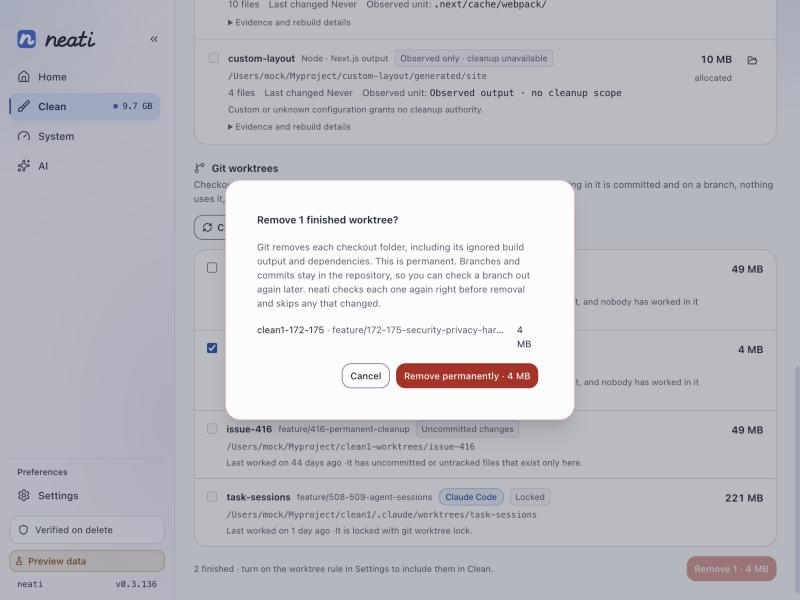 10 files Last changed Never Observed unit: .next/cache/webpack/
▶ Evidence and rebuild details
neati «
Home
Clean 9.7 GB
System
AI
custom-layout Node · Next.js output Observed only · cleanup unavailable 10 MB
/Users/mock/Myproject/custom-layout/generated/site allocated
4 files Last changed Never Observed unit: Observed output · no cleanup scope
Custom or unknown configuration grants no cleanup authority.
▶ Evidence and rebuild details
Git worktrees
ing in it is committed and on a branch, nothing
uses it,
C
49 MB
t, and nobody has worked in it
4 MB
t, and nobody has worked in it
Remove 1 finished worktree?
Git removes each checkout folder, including its ignored build
output and dependencies. This is permanent. Branches and
commits stay in the repository, so you can check a branch out
again later. neati checks each one again right before removal
and skips any that changed.
clean1-172-175 · feature/172-175-security-privacy-har... 4
MB
Cancel Remove permanently · 4 MB
issue-416 feature/416-permanent-cleanup Uncommitted changes 49 MB
/Users/mock/Myproject/clean1-worktrees/issue-416
Last worked on 44 days ago ·It has uncommitted or untracked files that exist only here.
task-sessions feature/508-509-agent-sessions Claude Code Locked 221 MB
/Users/mock/Myproject/clean1/.claude/worktrees/task-sessions
Last worked on 1 day ago ·It is locked with git worktree lock.
2 finished · turn on the worktree rule in Settings to include them in Clean. Remove 1 · 4 MB
Preferences
Settings
Verified on delete
Preview data
neati v0.3.136